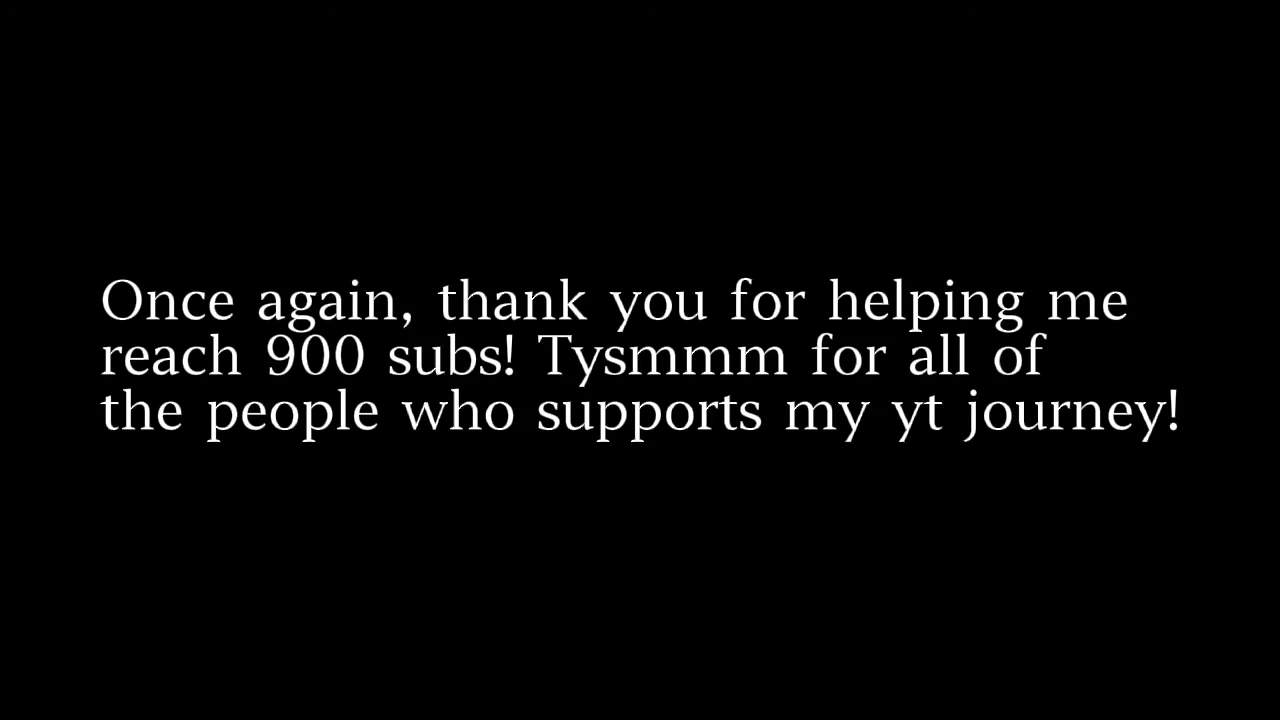 Once again, thank you for helping me
reach 900 subs! Tysmmm for all of
the people who supports my yt journey!